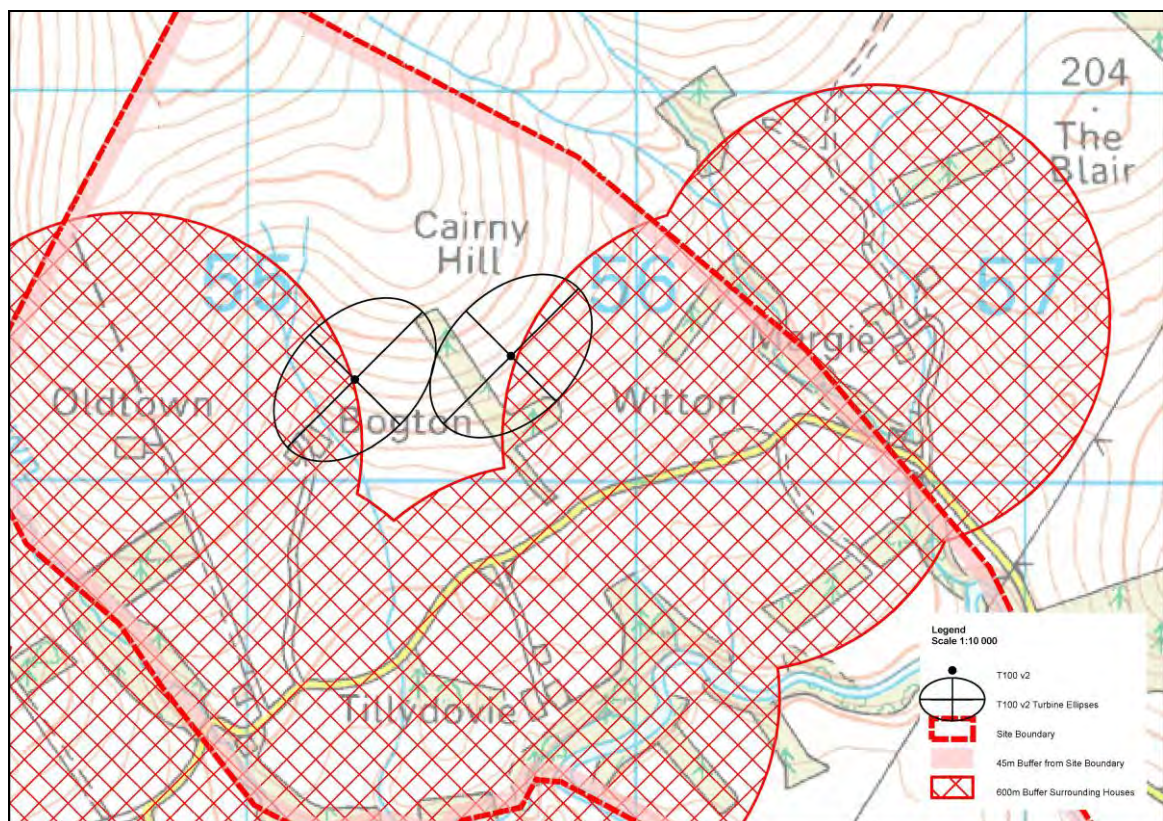 204
The
Blair
Cairny
Hill
55
56
57
Margie
Oldtown
Bogton
Witton
Tillydovie
Legend
Scale 1:10 000
T100 v2
T100 v2 Turbine Ellipses
Site Boundary
45m Buffer from Site Boundary
600m Buffer Surrounding Houses